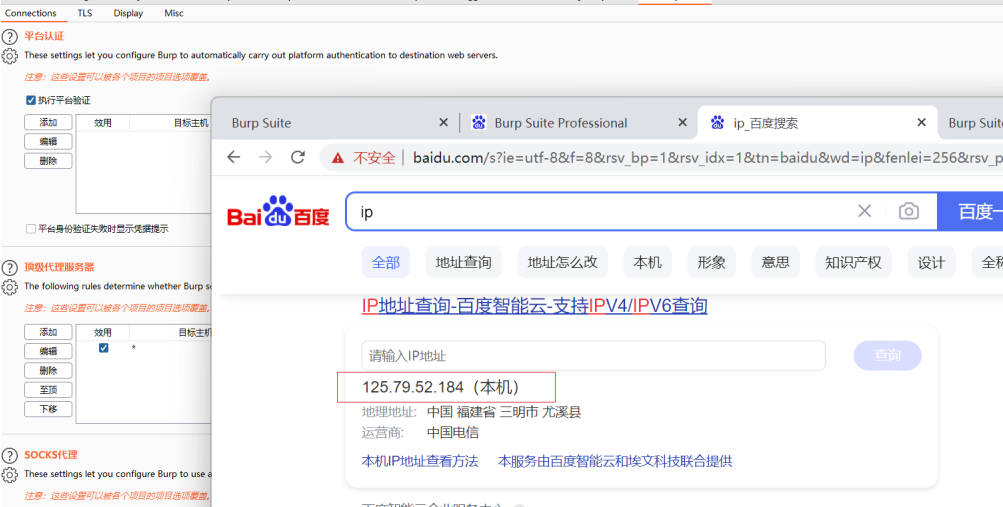 Connections TLS Display Misc
平台认证
These settings let you configure Burp to automatically carry out platform authentication to destination web servers.
注意：这些设置可以被各个项目的项目选项覆盖。
执行平台验证
添加 效用 目标主机
编辑
删除
平台身份验证失败时显示凭据提示
顶级代理服务器
The following rules determine whether Burp s
注意：这些设置可以被各个项目的项目选项覆盖。
添加 效用 目标主机
编辑 *
删除
至顶
下移
SOCKS代理
These settings let you configure Burp to use a
注意：这些设置可以被各个项目的项目选项覆盖。
Burp Suite Burp Suite Professional ip_百度搜索 Burp Suit
不安全 baidu.com/s?ie=utf-8&f=8&rsv_bp=1&rsv_idx=1&tn=baidu&wd=ip&fenlei=256&rsv_p
Bai du 百度 ip 百度一
全部 地址查询 地址怎么改 本机 形象 意思 知识产权 设计 全称
IP地址查询-百度智能云-支持IPV4/IPV6查询
请输入IP地址 查询
125.79.52.184（本机）
地理地址: 中国 福建省 三明市 尤溪县
运营商: 中国电信
本机IP地址查看方法 本服务由百度智能云和埃文科技联合提供